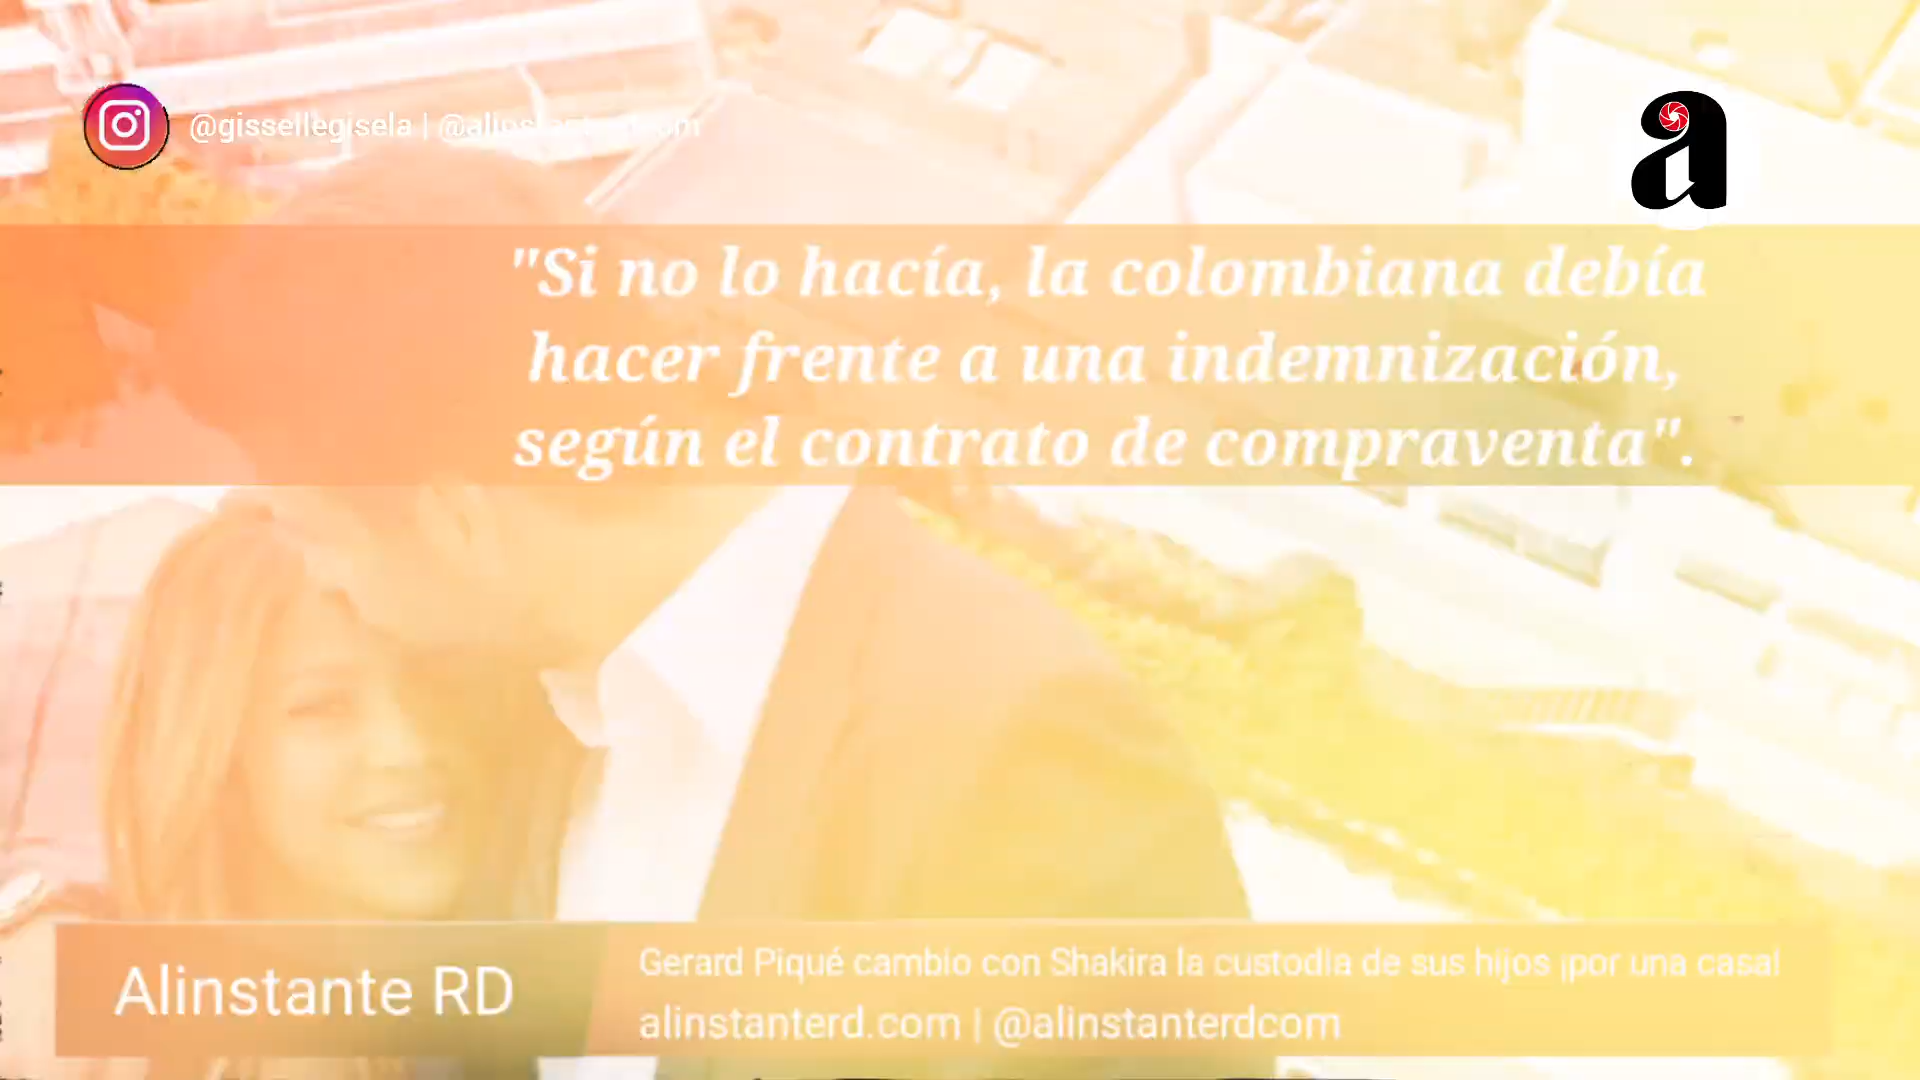 @gissellegisela | @alinstanterdcom
a
"Si no lo hacía, la colombiana debía
hacer frente a una indemnización,
según el contrato de compraventa".
Alinstante RD
Gerard Piqué cambio con Shakira la custodia de sus hijos ¡por una casa!
alinstanterd.com | @alinstanterdcom